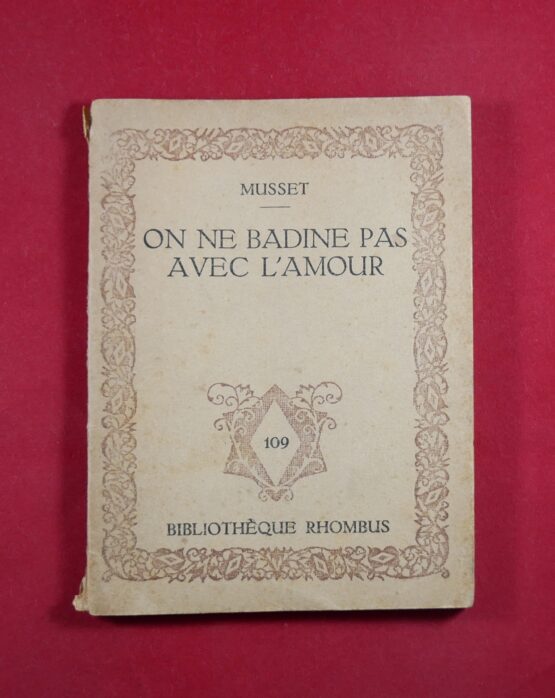 MUSSET
ON NE BADINE PAS
AVEC L'AMOUR
109
BIBLIOTHÈQUE RHOMBUS